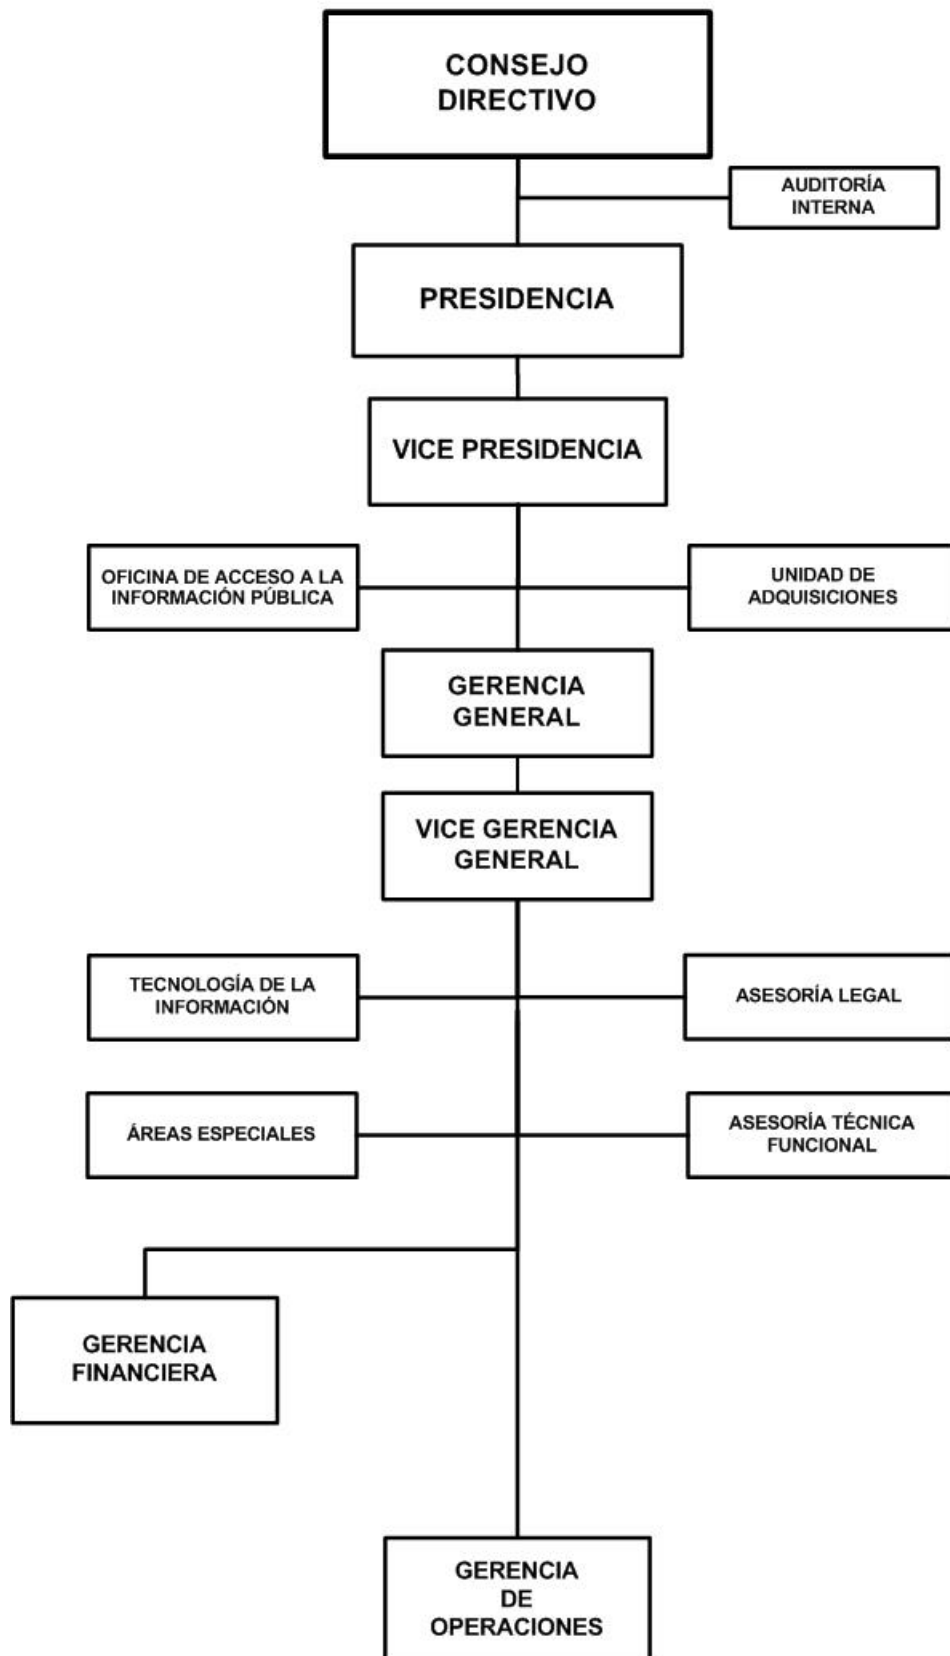 CONSEJO
DIRECTIVO
AUDITORÍA
INTERNA
PRESIDENCIA
VICE PRESIDENCIA
OFICINA DE ACCESO A LA
INFORMACIÓN PÚBLICA
UNIDAD DE
ADQUISICIONES
GERENCIA
GENERAL
VICE GERENCIA
GENERAL
TECNOLOGÍA DE LA
INFORMACIÓN
ASESORÍA LEGAL
ÁREAS ESPECIALES
ASESORÍA TÉCNICA
FUNCIONAL
GERENCIA
FINANCIERA
GERENCIA
DE
OPERACIONES